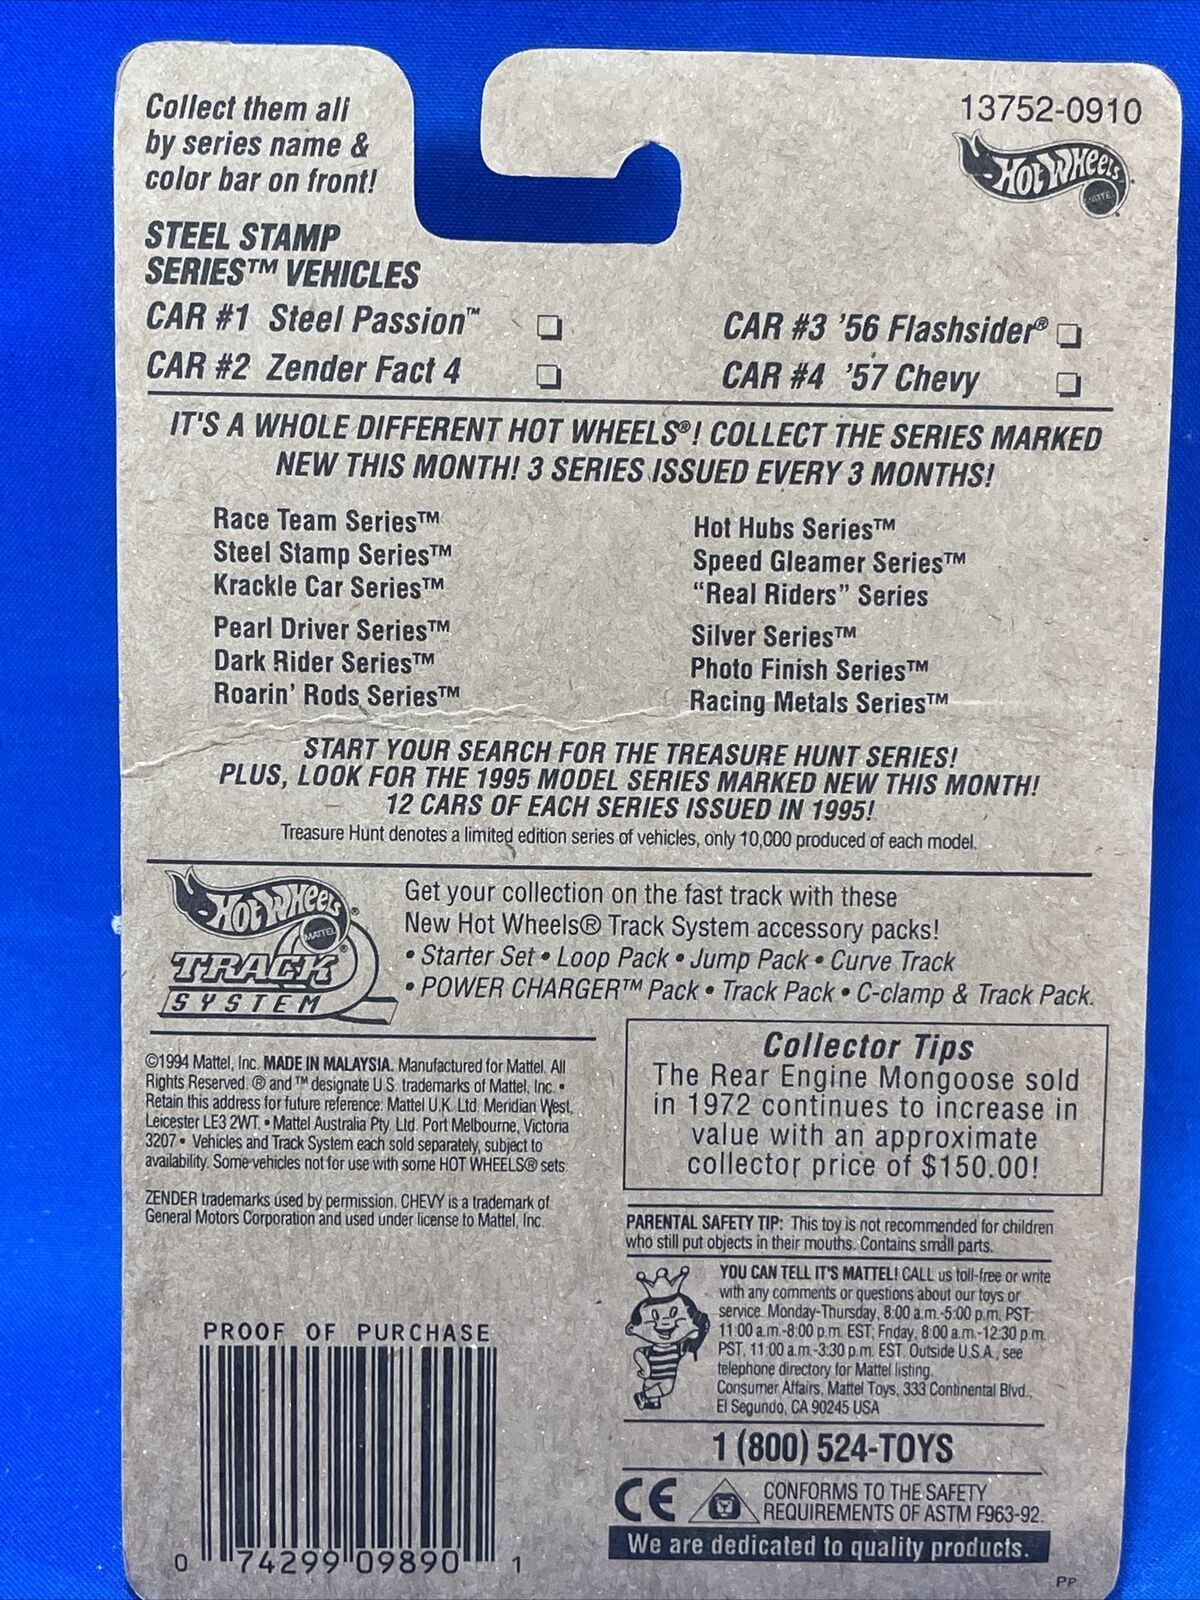 Collect them all
by series name &
color bar on front!
13752-0910
Hot Wheels
MATTEL
STEEL STAMP
SERIES™ VEHICLES
CAR #1 Steel Passion™ ❏
CAR #2 Zender Fact 4 ❏
CAR #3 '56 Flashsider® ❏
CAR #4 '57 Chevy ❏
IT'S A WHOLE DIFFERENT HOT WHEELS®! COLLECT THE SERIES MARKED
NEW THIS MONTH! 3 SERIES ISSUED EVERY 3 MONTHS!
Race Team Series™
Steel Stamp Series™
Krackle Car Series™
Pearl Driver Series™
Dark Rider Series™
Roarin' Rods Series™
Hot Hubs Series™
Speed Gleamer Series™
"Real Riders" Series
Silver Series™
Photo Finish Series™
Racing Metals Series™
START YOUR SEARCH FOR THE TREASURE HUNT SERIES!
PLUS, LOOK FOR THE 1995 MODEL SERIES MARKED NEW THIS MONTH!
12 CARS OF EACH SERIES ISSUED IN 1995!
Treasure Hunt denotes a limited edition series of vehicles, only 10,000 produced of each model.
Hot Wheels®
MATTEL®
TRACK
SYSTEM
Get your collection on the fast track with these
New Hot Wheels® Track System accessory packs!
• Starter Set • Loop Pack • Jump Pack • Curve Track
• POWER CHARGER™ Pack • Track Pack • C-clamp & Track Pack.
©1994 Mattel, Inc. MADE IN MALAYSIA. Manufactured for Mattel. All
Rights Reserved. ® and ™ designate U.S. trademarks of Mattel, Inc. •
Retain this address for future reference: Mattel U.K. Ltd. Meridian West,
Leicester LE3 2WT. • Mattel Australia Pty. Ltd. Port Melbourne, Victoria
3207 • Vehicles and Track System each sold separately, subject to
availability. Some vehicles not for use with some HOT WHEELS® sets.
ZENDER trademarks used by permission. CHEVY is a trademark of
General Motors Corporation and used under license to Mattel, Inc.
Collector Tips
The Rear Engine Mongoose sold
in 1972 continues to increase in
value with an approximate
collector price of $150.00!
PARENTAL SAFETY TIP: This toy is not recommended for children
who still put objects in their mouths. Contains small parts.
YOU CAN TELL IT'S MATTEL! CALL us toll-free or write
with any comments or questions about our toys or
service. Monday-Thursday, 8:00 a.m.-5:00 p.m. PST;
11:00 a.m.-8:00 p.m. EST; Friday, 8:00 a.m.-12:30 p.m.
PST, 11:00 a.m.-3:30 p.m. EST. Outside U.S.A., see
telephone directory for Mattel listing.
Consumer Affairs, Mattel Toys, 333 Continental Blvd.,
El Segundo, CA 90245 USA
1 (800) 524-TOYS
CE
CONFORMS TO THE SAFETY
REQUIREMENTS OF ASTM F963-92.
We are dedicated to quality products.
PROOF OF PURCHASE
0 74299 09890 1
PP